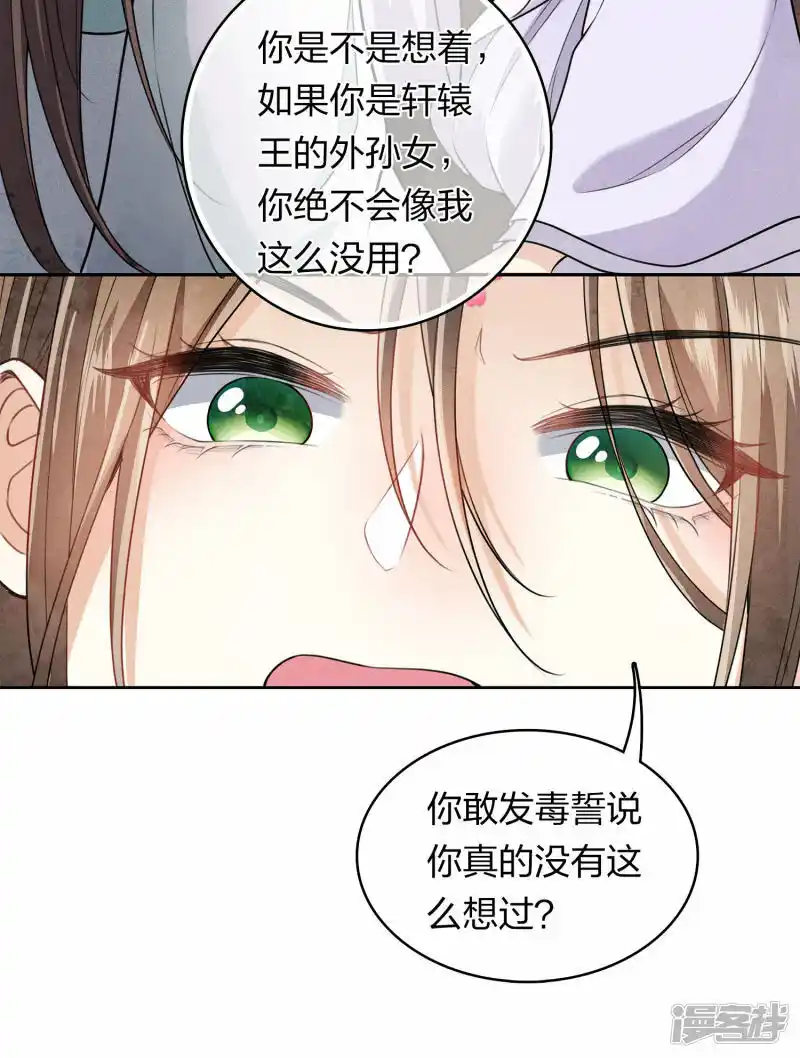 你是不是想着，
如果你是轩辕
王的外孙女，
你绝不会像我
这么没用？
你敢发毒誓说
你真的没有这
么想过？
漫客栈